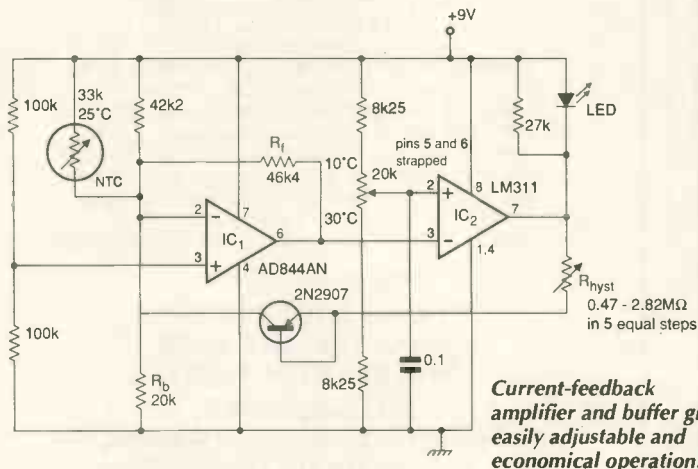 +9V
100k
33k
25°C
NTC
42k2
R_f
46k4
8k25
pins 5 and 6
strapped
27k
LED
10°C
20k
30°C
LM311
2
3
7
6
4
IC₁
AD844AN
2
3
8
7
1,4
IC₂
2N2907
R_hyst
0.47 - 2.82MΩ
in 5 equal steps
100k
R_b
20k
8k25
0.1
Current-feedback
amplifier and buffer
easily adjustable and
economical operation.